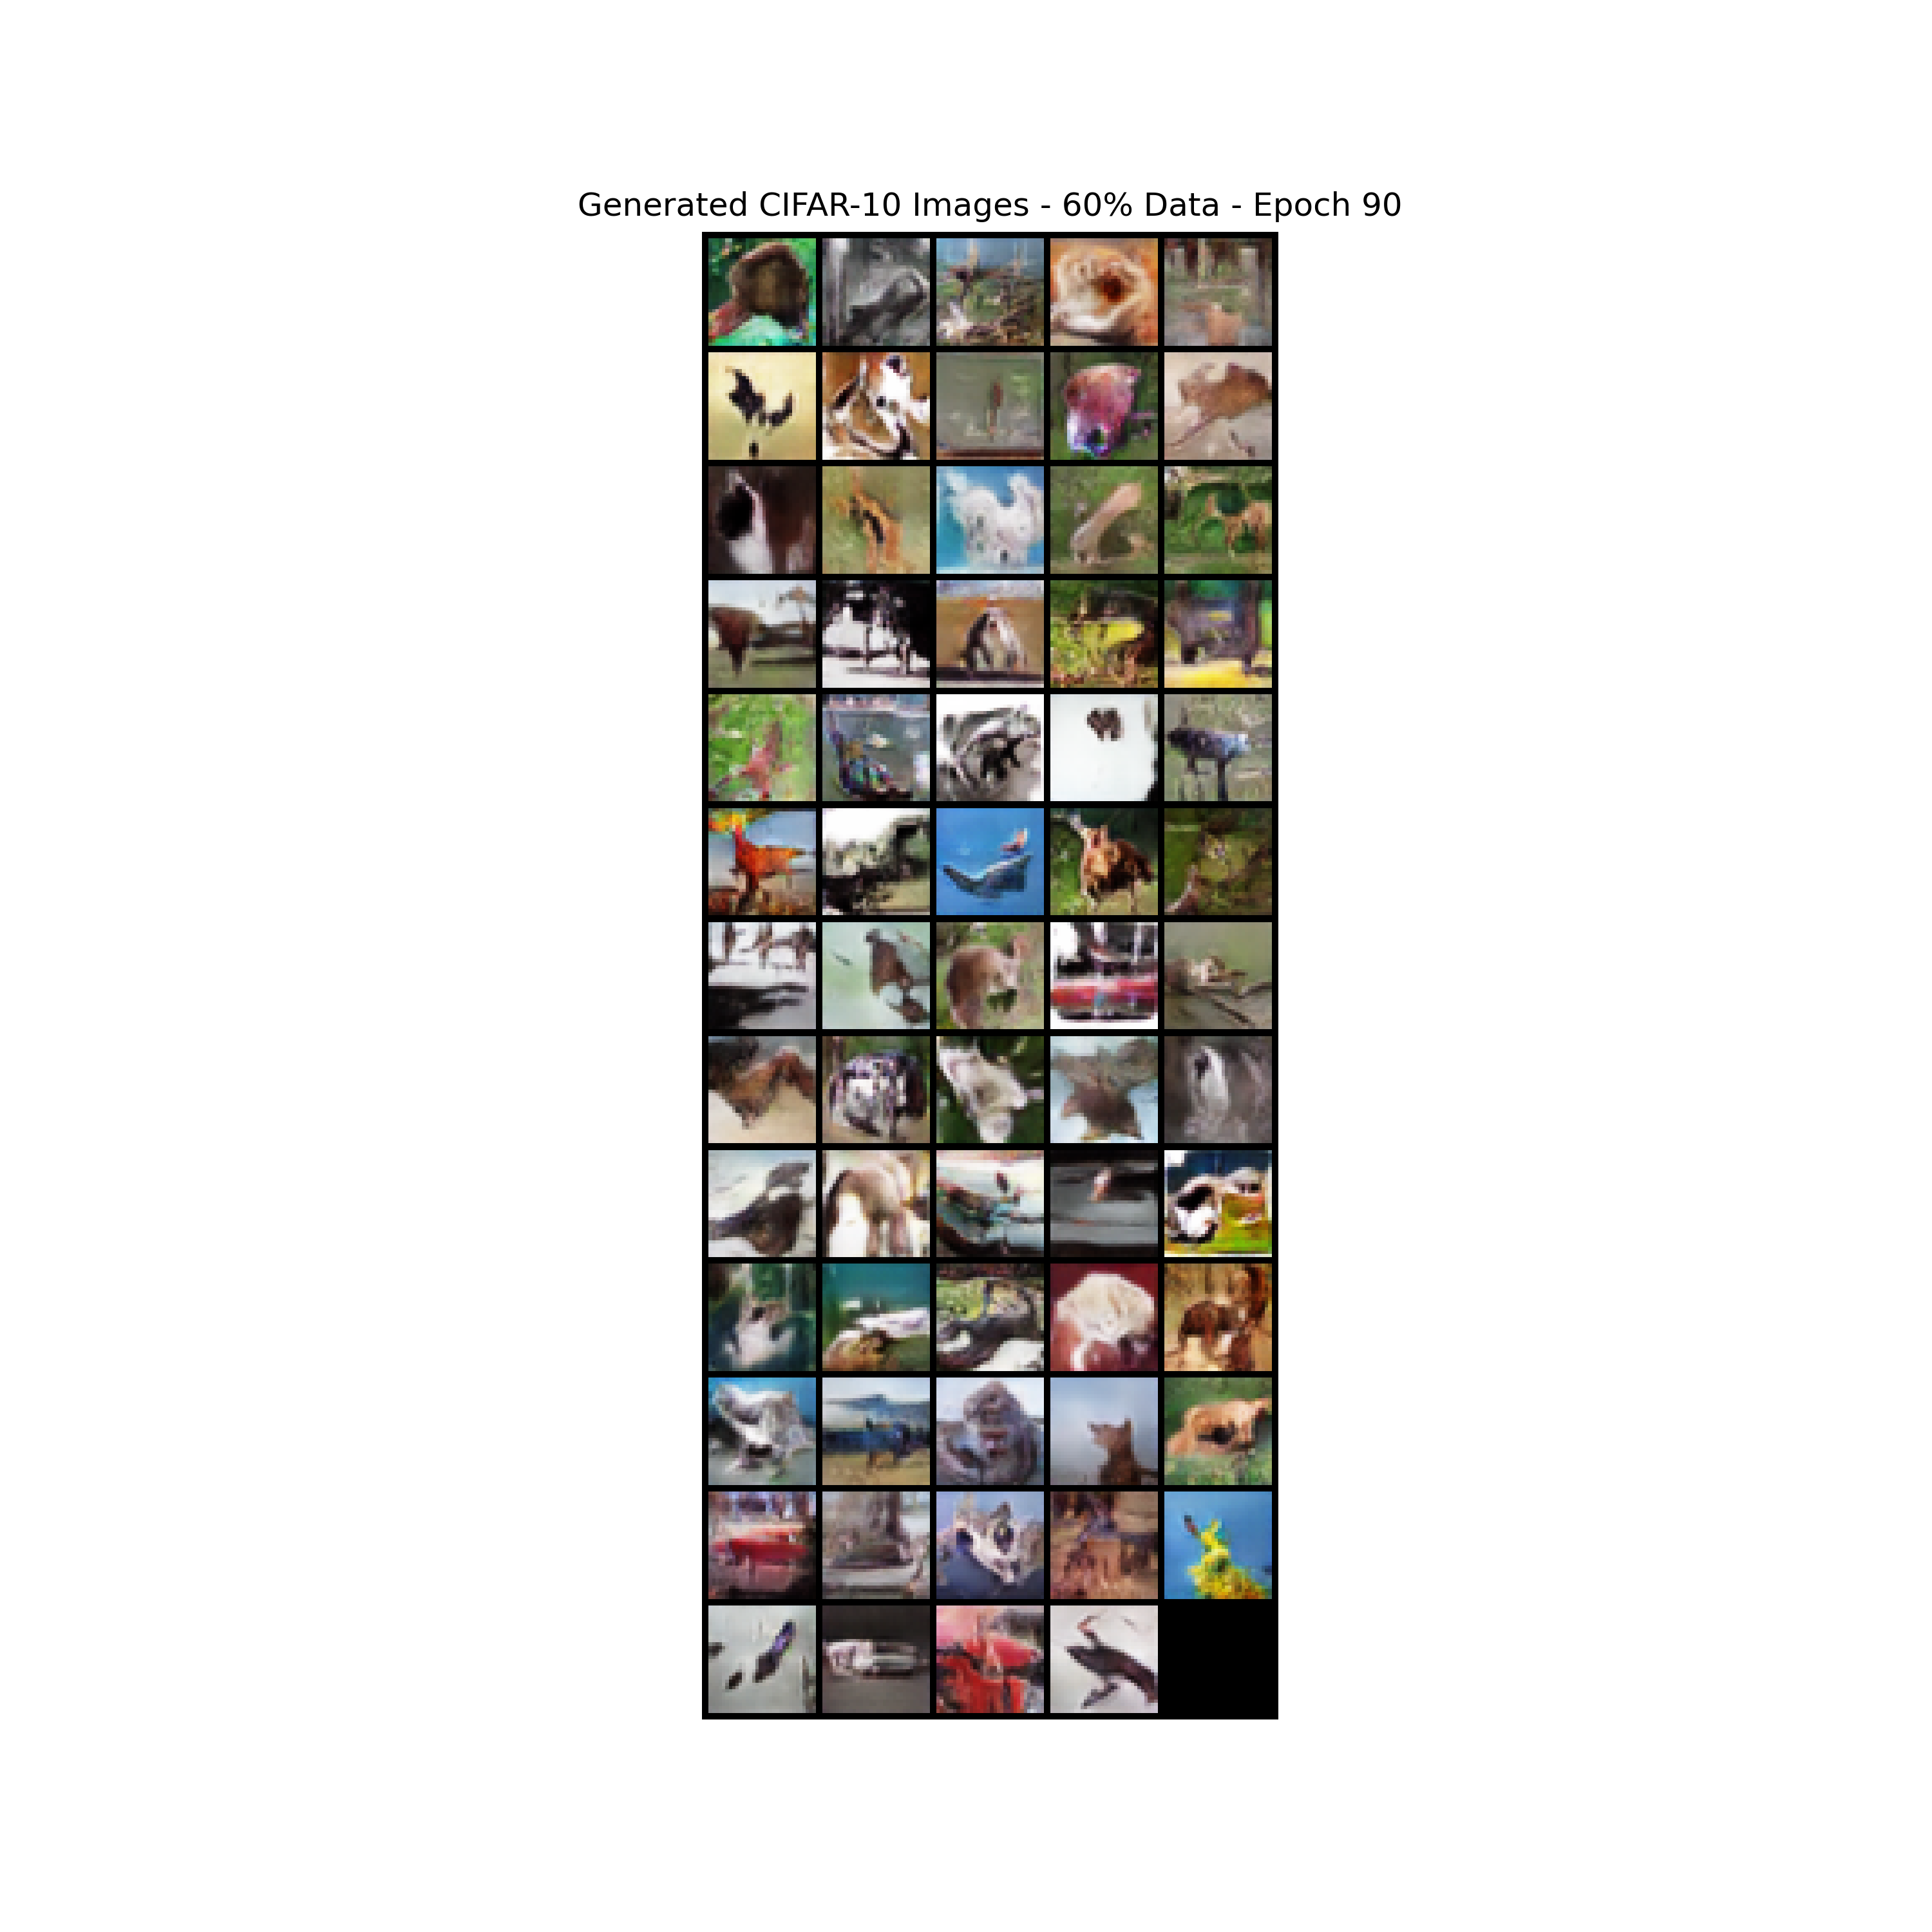 Generated CIFAR-10 Images - 60% Data - Epoch 90